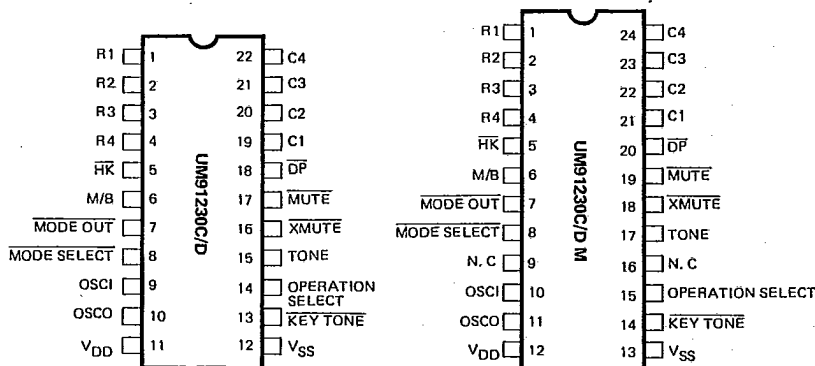 R1 1 22 C4
R2 2 21 C3
R3 3 20 C2
R4 4 19 C1
HK 5 18 DP
M/B 6 17 MUTE
MODE OUT 7 16 XMUTE
MODE SELECT 8 15 TONE
OSCI 9 14 OPERATION SELECT
OSCO 10 13 KEY TONE
VDD 11 12 VSS
UM91230C/D
R1 1 24 C4
R2 2 23 C3
R3 3 22 C2
R4 4 21 C1
HK 5 20 DP
M/B 6 19 MUTE
MODE OUT 7 18 XMUTE
MODE SELECT 8 17 TONE
N.C 9 16 N.C
OSCI 10 15 OPERATION SELECT
OSCO 11 14 KEY TONE
VDD 12 13 VSS
UM91230C/D M